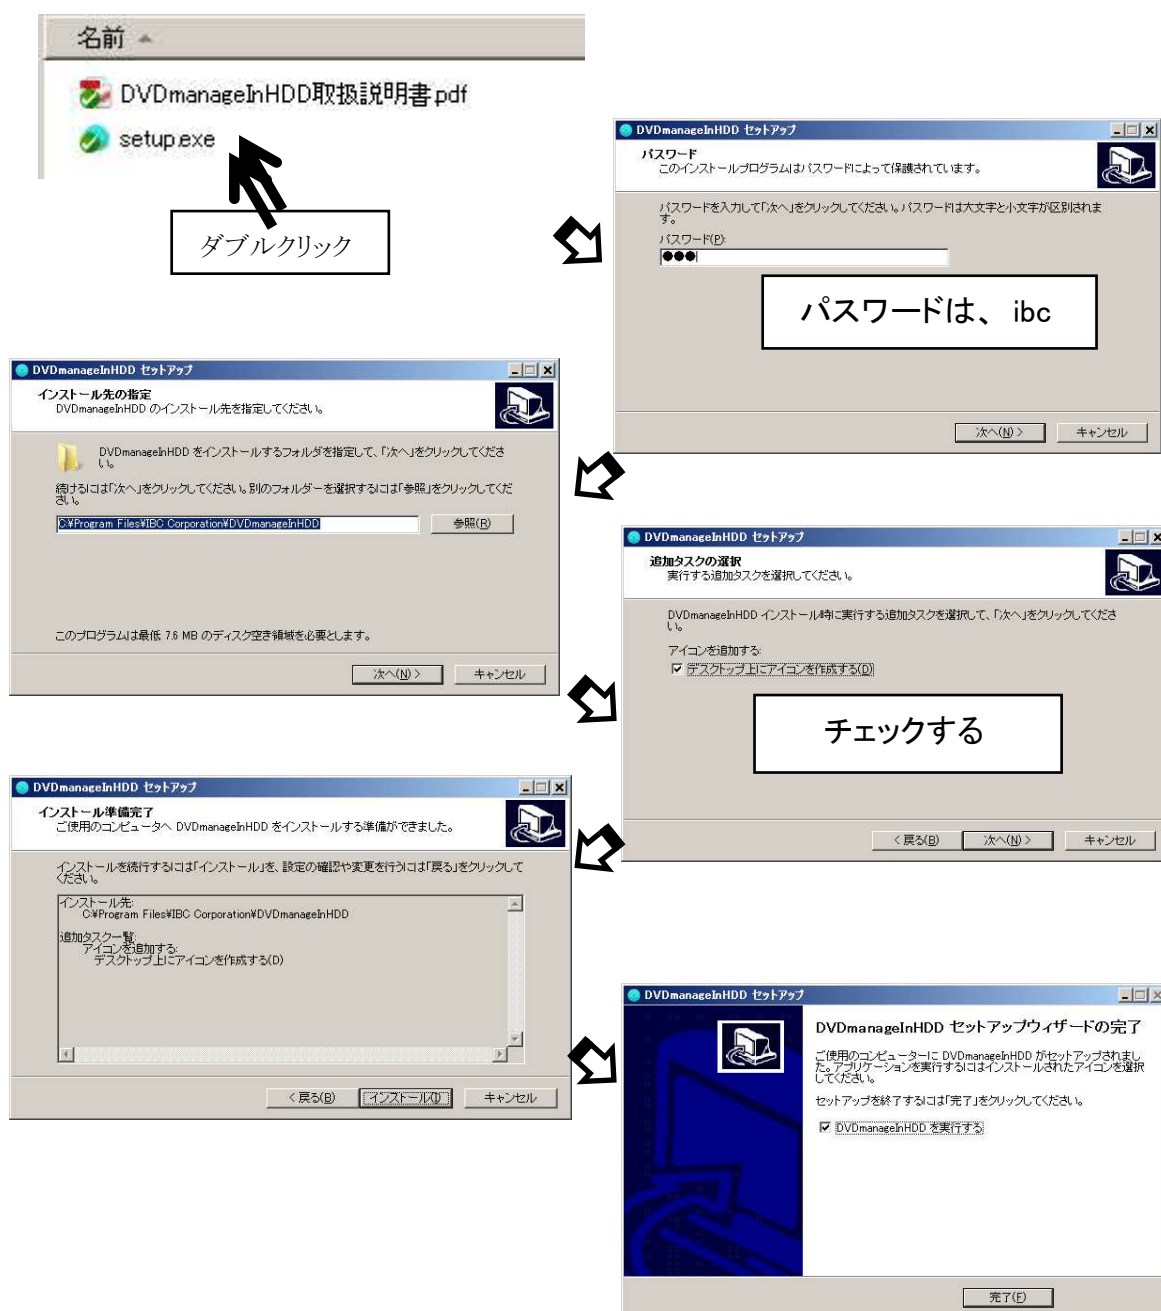 名前
DVDmanageInHDD取扱説明書.pdf
setup.exe
ダブルクリック
DVDmanageInHDD セットアップ
パスワード
このインストールプログラムはパスワードによって保護されています。
パスワードを入力して「次へ」をクリックしてください。パスワードは大文字と小文字が区別されま
す。
パスワード(P):
●●●
パスワードは、 ibc
次へ(N) >
キャンセル
DVDmanageInHDD セットアップ
インストール先の指定
DVDmanageInHDD のインストール先を指定してください。
DVDmanageInHDD をインストールするフォルダを指定して、「次へ」をクリックしてくださ
い。
続けるには「次へ」をクリックしてください。別のフォルダーを選択するには「参照」をクリックしてくだ
さい。
C:¥Program Files¥IBC Corporation¥DVDmanageInHDD
参照(R)
このプログラムは最低 7.6 MB のディスク空き領域を必要とします。
次へ(N) >
キャンセル
DVDmanageInHDD セットアップ
追加タスクの選択
実行する追加タスクを選択してください。
DVDmanageInHDD インストール時に実行する追加タスクを選択して、「次へ」をクリックしてくださ
い。
アイコンを追加する:
デスクトップ上にアイコンを作成する(D)
チェックする
< 戻る(B)
次へ(N) >
キャンセル
DVDmanageInHDD セットアップ
インストール準備完了
ご使用のコンピュータへ DVDmanageInHDD をインストールする準備ができました。
インストールを続行するには「インストール」を、設定の確認や変更を行うには「戻る」をクリックして
ください。
インストール先:
C:¥Program Files¥IBC Corporation¥DVDmanageInHDD
追加タスク一覧:
アイコンを追加する:
デスクトップ上にアイコンを作成する(D)
< 戻る(B)
インストール(I)
キャンセル
DVDmanageInHDD セットアップ
DVDmanageInHDD セットアップウィザードの完了
ご使用のコンピューターに DVDmanageInHDD がセットアップされまし
た。アプリケーションを実行するにはインストールされたアイコンを選択
してください。
セットアップを終了するには「完了」をクリックしてください。
DVDmanageInHDD を実行する
完了(F)